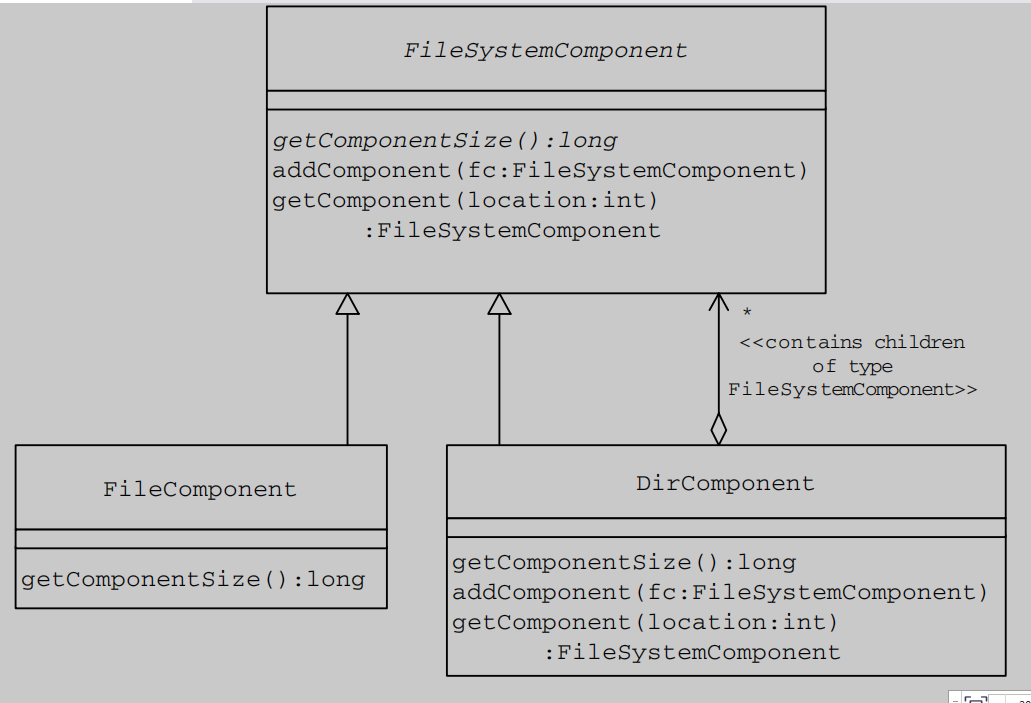 FileSystemComponent
getComponentSize():long
addComponent(fc:FileSystemComponent)
getComponent(location:int)
:FileSystemComponent
*
<<contains children
of type
FileSystemComponent>>
FileComponent
getComponentSize():long
DirComponent
getComponentSize():long
addComponent(fc:FileSystemComponent)
getComponent(location:int)
:FileSystemComponent